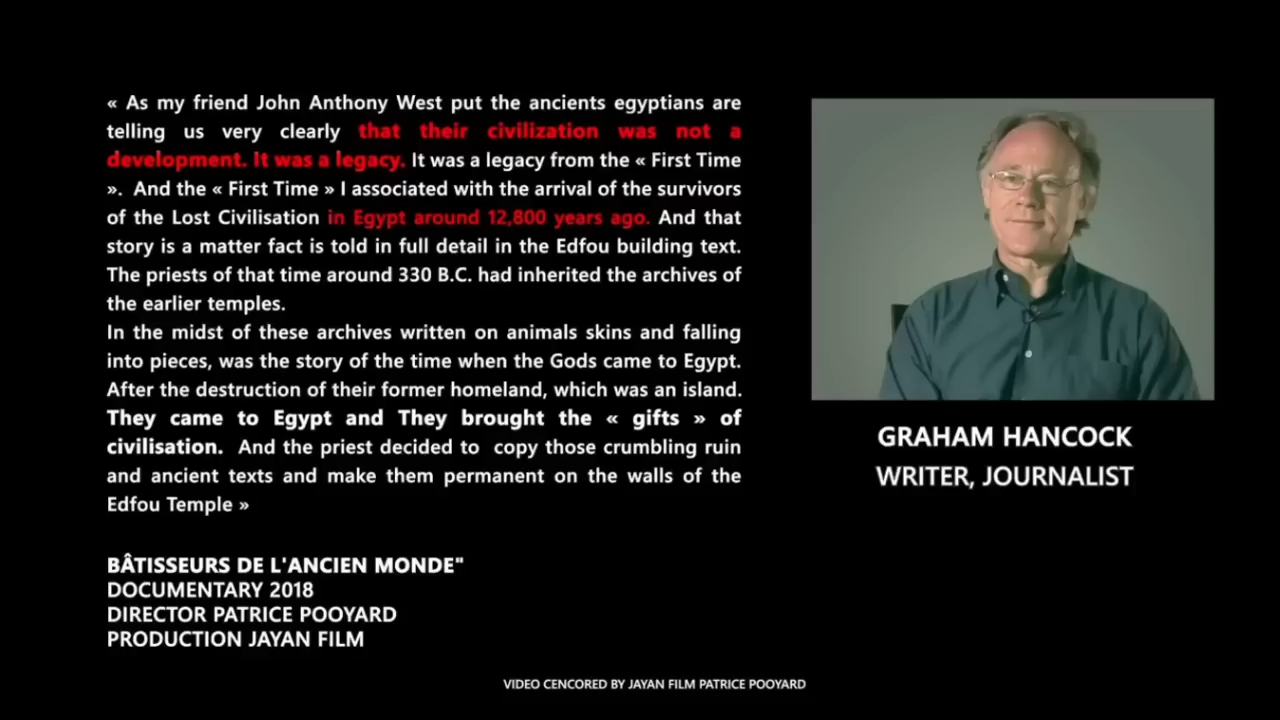 « As my friend John Anthony West put the ancients egyptians are
telling us very clearly that their civilization was not a
development. It was a legacy. It was a legacy from the « First Time
».  And the « First Time » I associated with the arrival of the survivors
of the Lost Civilisation in Egypt around 12,800 years ago. And that
story is a matter fact is told in full detail in the Edfou building text.
The priests of that time around 330 B.C. had inherited the archives of
the earlier temples.
In the midst of these archives written on animals skins and falling
into pieces, was the story of the time when the Gods came to Egypt.
After the destruction of their former homeland, which was an island.
They came to Egypt and They brought the « gifts » of
civilisation.  And the priest decided to  copy those crumbling ruin
and ancient texts and make them permanent on the walls of the
Edfou Temple »
BÂTISSEURS DE L'ANCIEN MONDE"
DOCUMENTARY 2018
DIRECTOR PATRICE POOYARD
PRODUCTION JAYAN FILM
GRAHAM HANCOCK
WRITER, JOURNALIST
VIDEO CENCORED BY JAYAN FILM PATRICE POOYARD